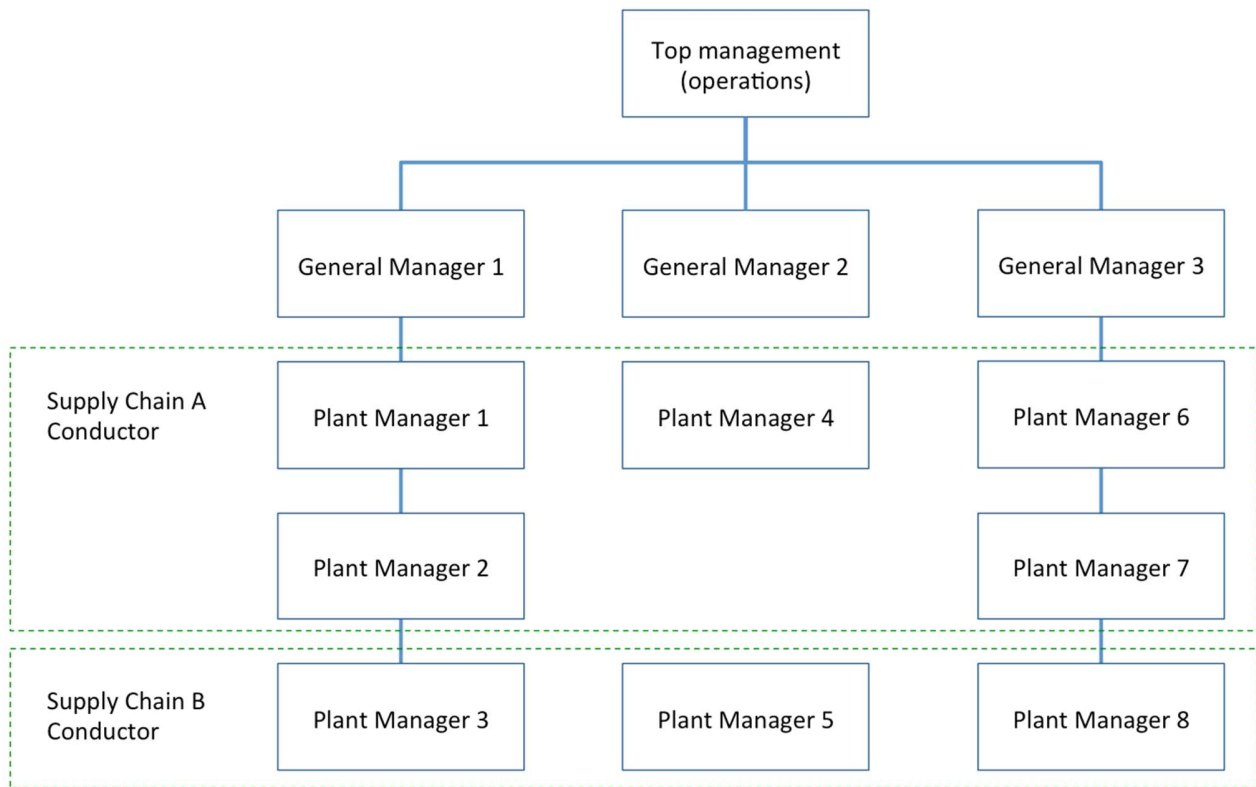 Top management
(operations)
General Manager 1
General Manager 2
General Manager 3
Supply Chain A
Conductor
Plant Manager 1
Plant Manager 4
Plant Manager 6
Plant Manager 2
Plant Manager 7
Supply Chain B
Conductor
Plant Manager 3
Plant Manager 5
Plant Manager 8